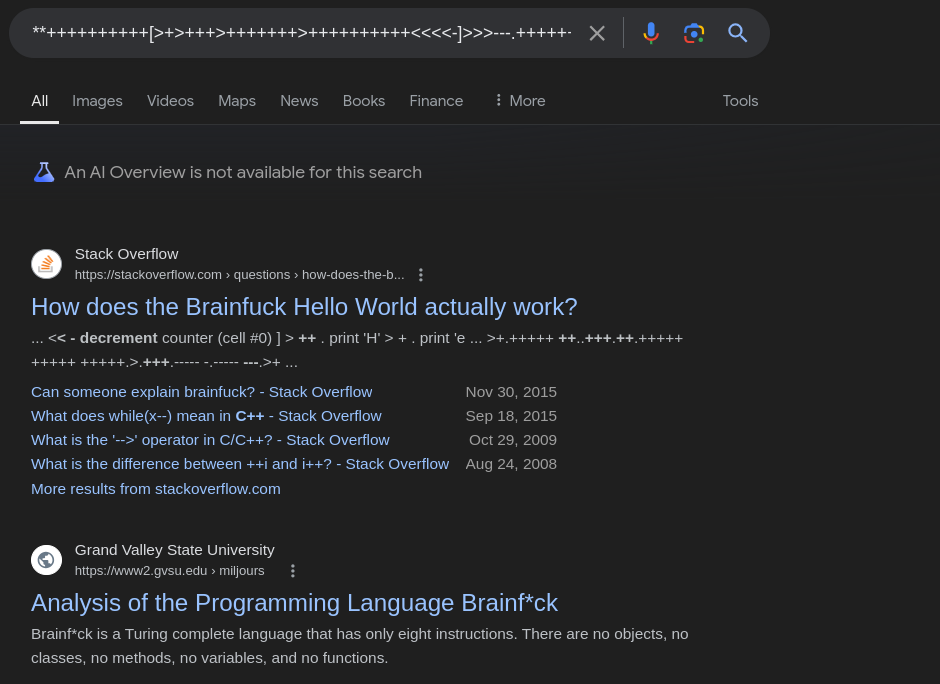 **++++++++++[>+>+++>+++++++>++++++++++<<<<-]>>>---.++++++
All Images Videos Maps News Books Finance More Tools
An AI Overview is not available for this search
Stack Overflow
https://stackoverflow.com › questions › how-does-the-b...
How does the Brainfuck Hello World actually work?
... << - decrement counter (cell #0) ] > ++ . print 'H' > + . print 'e ... >+.+++++ ++..+++.++.+++++
+++++ +++++.>.+++.----- -.----- ---.>+ ...
Can someone explain brainfuck? - Stack Overflow Nov 30, 2015
What does while(x--) mean in C++ - Stack Overflow Sep 18, 2015
What is the '-->' operator in C/C++? - Stack Overflow Oct 29, 2009
What is the difference between ++i and i++? - Stack Overflow Aug 24, 2008
More results from stackoverflow.com
Grand Valley State University
https://www2.gvsu.edu › miljours
Analysis of the Programming Language Brainf*ck
Brainf*ck is a Turing complete language that has only eight instructions. There are no objects, no
classes, no methods, no variables, and no functions.